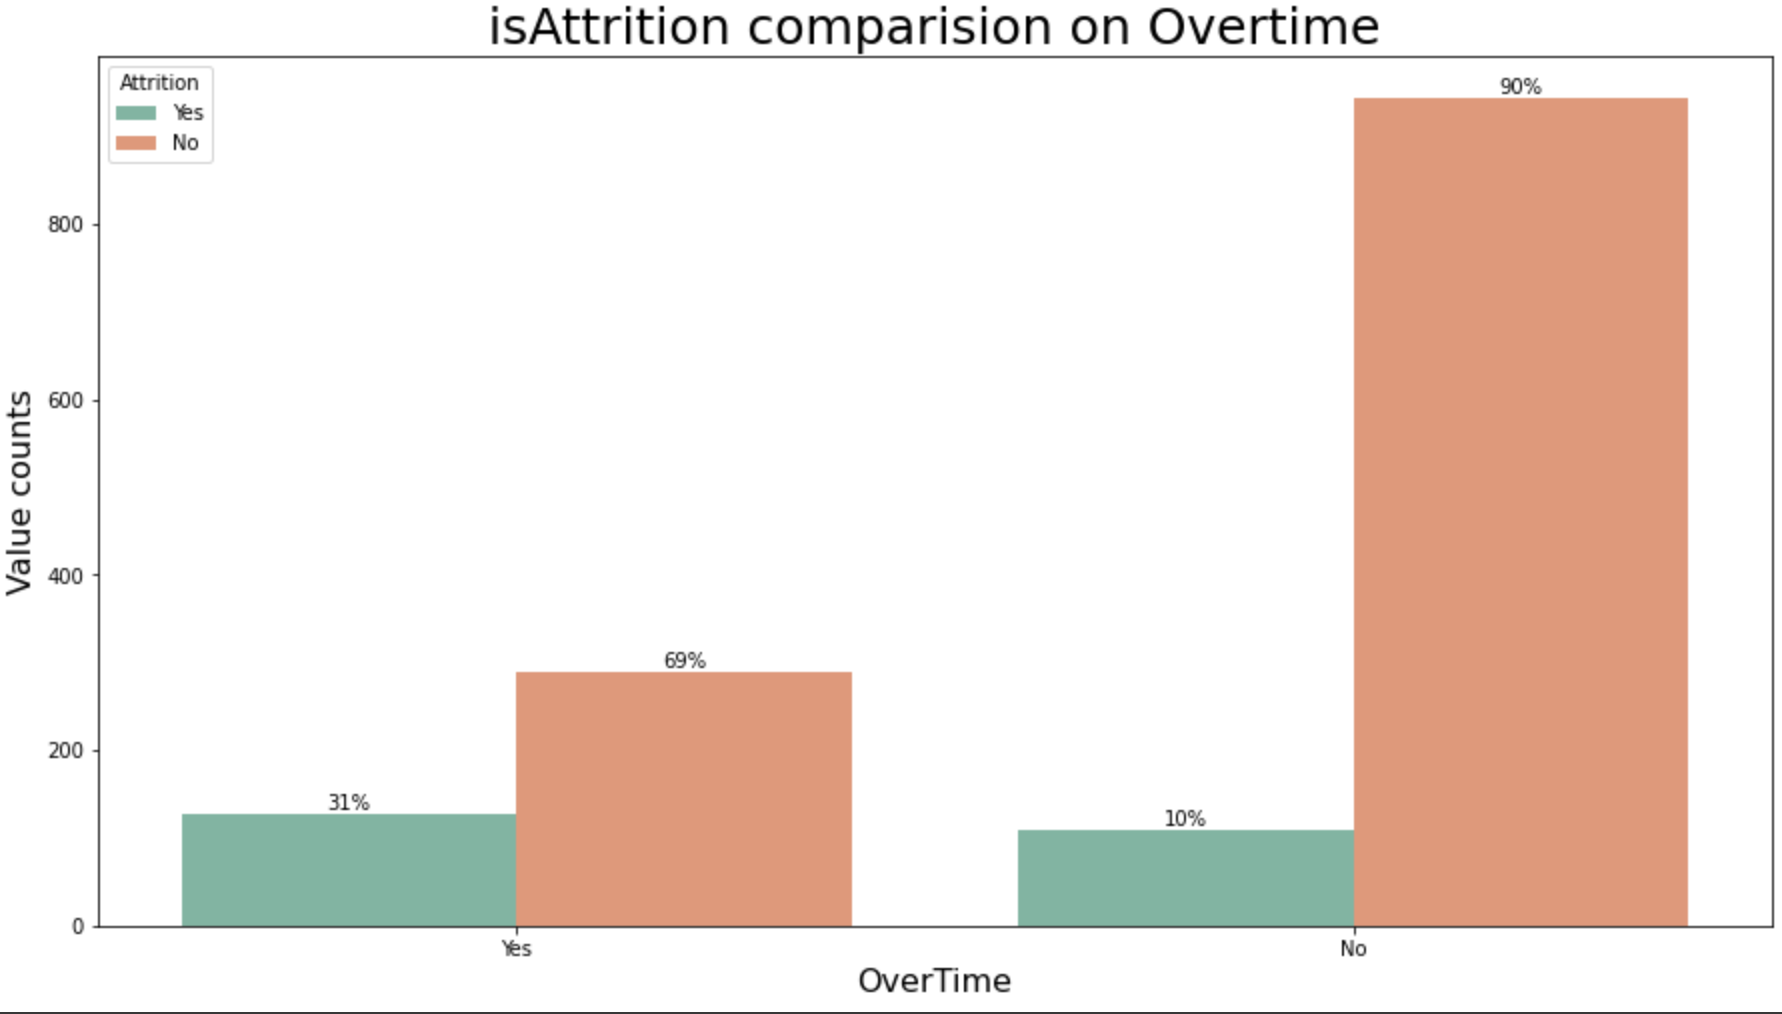 isAttrition comparision on Overtime
Attrition
Yes
No
90%
800
600
400
200
0
Value counts
69%
31%
10%
Yes
No
OverTime